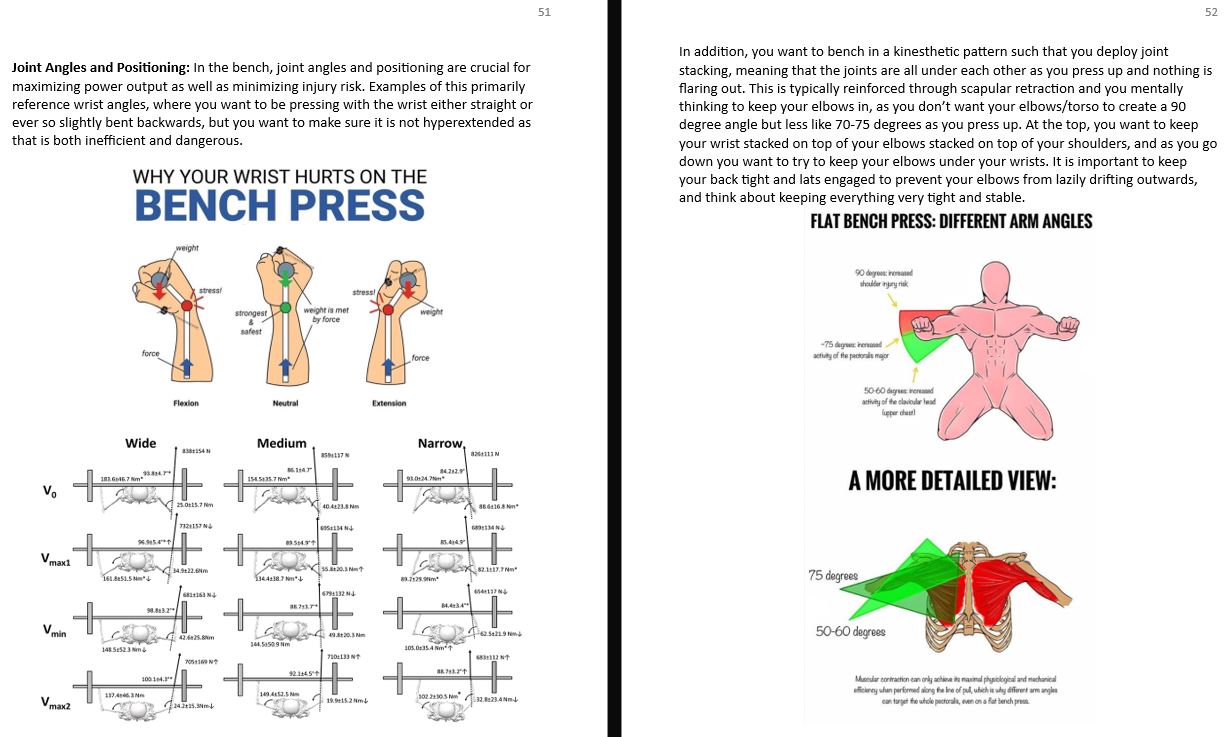 51
Joint Angles and Positioning: In the bench, joint angles and positioning are crucial for
maximizing power output as well as minimizing injury risk. Examples of this primarily
reference wrist angles, where you want to be pressing with the wrist either straight or
ever so slightly bent backwards, but you want to make sure it is not hyperextended as
that is both inefficient and dangerous.
WHY YOUR WRIST HURTS ON THE
BENCH PRESS
weight
stress!
force
Flexion
strongest
&
safest
weight is met
by force
Neutral
stress!
weight
force
Extension
Wide
Medium
Narrow
V0
838±154 N
93.8±4.7°*
183.6±46.7 Nm*
25.0±15.7 Nm
859±117 N
86.1±4.7°
154.5±35.7 Nm*
40.4±23.8 Nm
826±111 N
84.2±2.9°
93.0±24.7Nm*
88.6±16.8 Nm*
Vmax1
732±157 N↓
96.9±5.4°*↑
161.8±51.5 Nm*↓
34.9±22.6Nm
695±134 N↓
89.5±4.9°↑
134.4±38.7 Nm*↓
55.8±20.3 Nm↑
689±134 N↓
85.4±4.9°
89.2±29.9Nm*
82.1±17.7 Nm*
Vmin
681±163 N↓
98.8±3.2°*
148.5±52.3 Nm↓
42.6±25.8Nm
679±132 N↓
88.7±3.7°*
144.5±50.9 Nm
49.8±20.3 Nm
654±117 N↓
84.4±3.4°*
105.0±35.4 Nm*↑
62.5±21.9 Nm↓
Vmax2
705±169 N↑
100.1±4.3°*
137.4±46.3 Nm
24.2±15.3Nm↓
710±133 N↑
92.1±4.5°↑
149.4±52.5 Nm
19.9±15.2 Nm↓
683±112 N↑
88.7±3.2°↑
102.2±30.5 Nm*
32.8±23.4 Nm↓
52
In addition, you want to bench in a kinesthetic pattern such that you deploy joint
stacking, meaning that the joints are all under each other as you press up and nothing is
flaring out. This is typically reinforced through scapular retraction and you mentally
thinking to keep your elbows in, as you don’t want your elbows/torso to create a 90
degree angle but less like 70-75 degrees as you press up. At the top, you want to keep
your wrist stacked on top of your elbows stacked on top of your shoulders, and as you go
down you want to try to keep your elbows under your wrists. It is important to keep
your back tight and lats engaged to prevent your elbows from lazily drifting outwards,
and think about keeping everything very tight and stable.
FLAT BENCH PRESS: DIFFERENT ARM ANGLES
90 degrees: increased
shoulder injury risk
~75 degrees: increased
activity of the pectoralis major
50-60 degrees: increased
activity of the clavicular head
(upper chest)
A MORE DETAILED VIEW:
75 degrees
50-60 degrees
Muscular contraction can only achieve its maximal physiological and mechanical
efficiency when performed along the line of pull, which is why different arm angles
can target the whole pectoralis, even on a flat bench press.